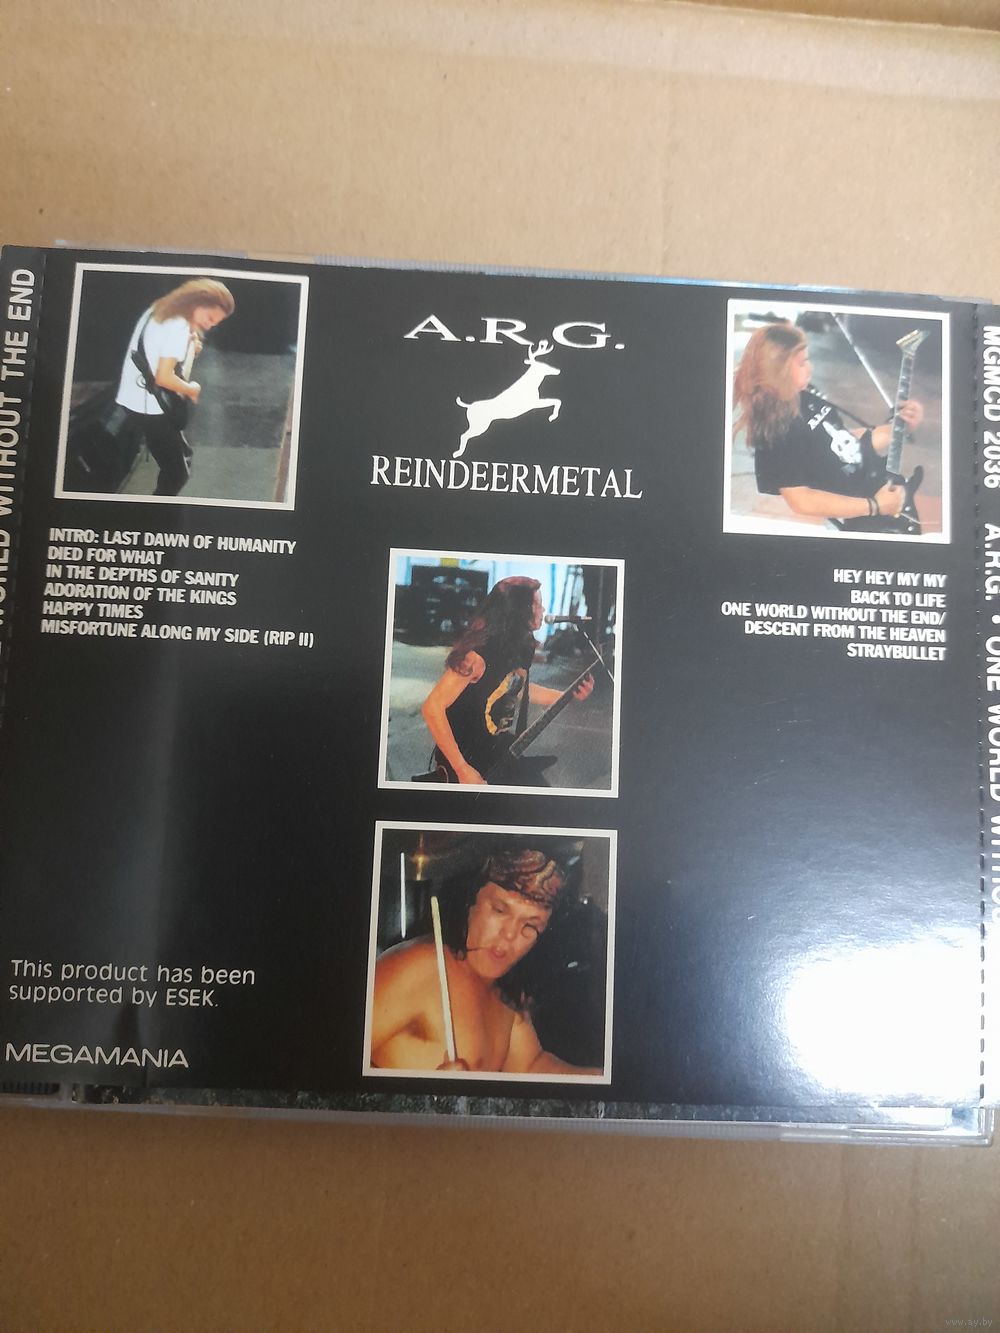 WORLD WITHOUT THE END
A.R.G.
REINDEERMETAL
INTRO: LAST DAWN OF HUMANITY
DIED FOR WHAT
IN THE DEPTHS OF SANITY
ADORATION OF THE KINGS
HAPPY TIMES
MISFORTUNE ALONG MY SIDE (RIP II)
HEY HEY MY MY
BACK TO LIFE
ONE WORLD WITHOUT THE END/
DESCENT FROM THE HEAVEN
STRAYBULLET
A.R.G.
This product has been
supported by ESEK.
MEGAMANIA
MGMCD 2036 A.R.G. • ONE WORLD
www.ay.by